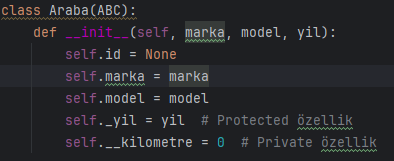 class Araba(ABC):
def __init__(self, marka, model, yil):
self.id = None
self.marka = marka
self.model = model
self._yil = yil  # Protected özellik
self.__kilometre = 0  # Private özellik